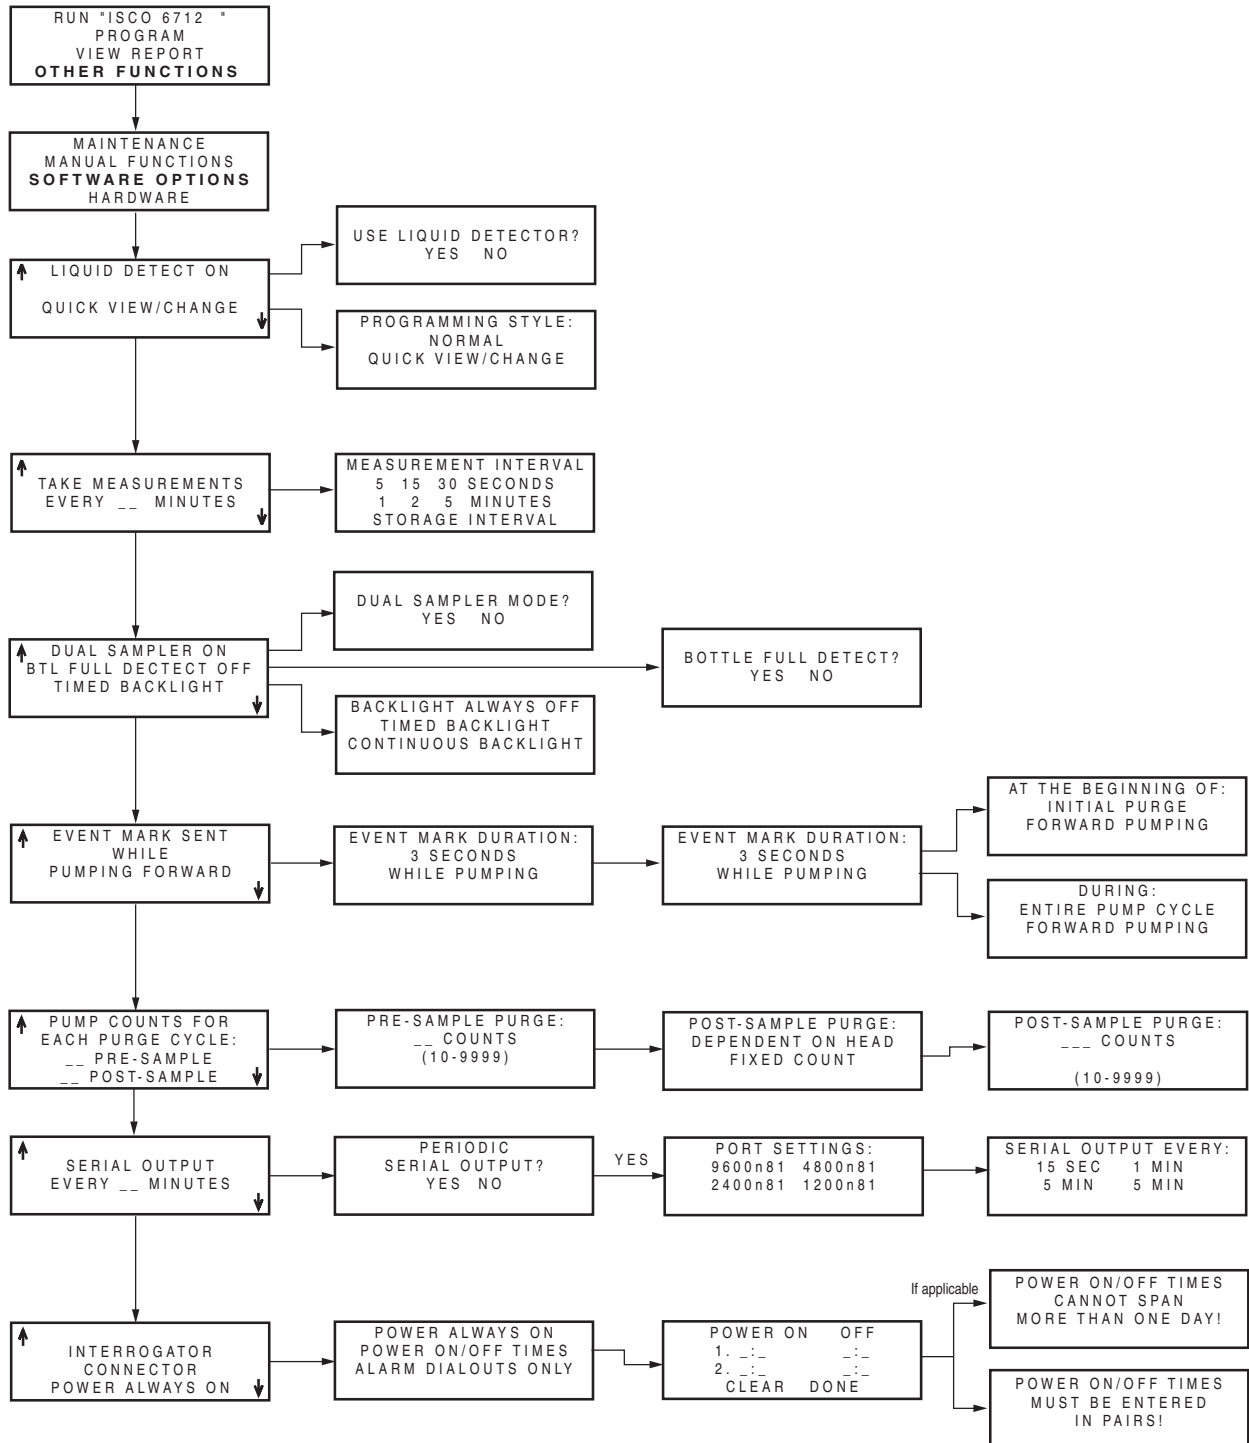 RUN "ISCO 6712 "
PROGRAM
VIEW REPORT
OTHER FUNCTIONS
MAINTENANCE
MANUAL FUNCTIONS
SOFTWARE OPTIONS
HARDWARE
LIQUID DETECT ON
QUICK VIEW/CHANGE
USE LIQUID DETECTOR?
YES NO
PROGRAMMING STYLE:
NORMAL
QUICK VIEW/CHANGE
TAKE MEASUREMENTS
EVERY __ MINUTES
MEASUREMENT INTERVAL
5 15 30 SECONDS
1 2 5 MINUTES
STORAGE INTERVAL
DUAL SAMPLER ON
BTL FULL DECTECT OFF
TIMED BACKLIGHT
DUAL SAMPLER MODE?
YES NO
BOTTLE FULL DETECT?
YES NO
BACKLIGHT ALWAYS OFF
TIMED BACKLIGHT
CONTINUOUS BACKLIGHT
EVENT MARK SENT
WHILE
PUMPING FORWARD
EVENT MARK DURATION:
3 SECONDS
WHILE PUMPING
EVENT MARK DURATION:
3 SECONDS
WHILE PUMPING
AT THE BEGINNING OF:
INITIAL PURGE
FORWARD PUMPING
DURING:
ENTIRE PUMP CYCLE
FORWARD PUMPING
PUMP COUNTS FOR
EACH PURGE CYCLE:
__ PRE-SAMPLE
__ POST-SAMPLE
PRE-SAMPLE PURGE:
__ COUNTS
(10-9999)
POST-SAMPLE PURGE:
DEPENDENT ON HEAD
FIXED COUNT
POST-SAMPLE PURGE:
___ COUNTS
(10-9999)
SERIAL OUTPUT
EVERY __ MINUTES
PERIODIC
SERIAL OUTPUT?
YES NO
YES
PORT SETTINGS:
9600n81 4800n81
2400n81 1200n81
SERIAL OUTPUT EVERY:
15 SEC 1 MIN
5 MIN 5 MIN
INTERROGATOR
CONNECTOR
POWER ALWAYS ON
POWER ALWAYS ON
POWER ON/OFF TIMES
ALARM DIALOUTS ONLY
POWER ON OFF
1. _:_ _:_
2. _:_ _:_
CLEAR DONE
If applicable
POWER ON/OFF TIMES
CANNOT SPAN
MORE THAN ONE DAY!
POWER ON/OFF TIMES
MUST BE ENTERED
IN PAIRS!